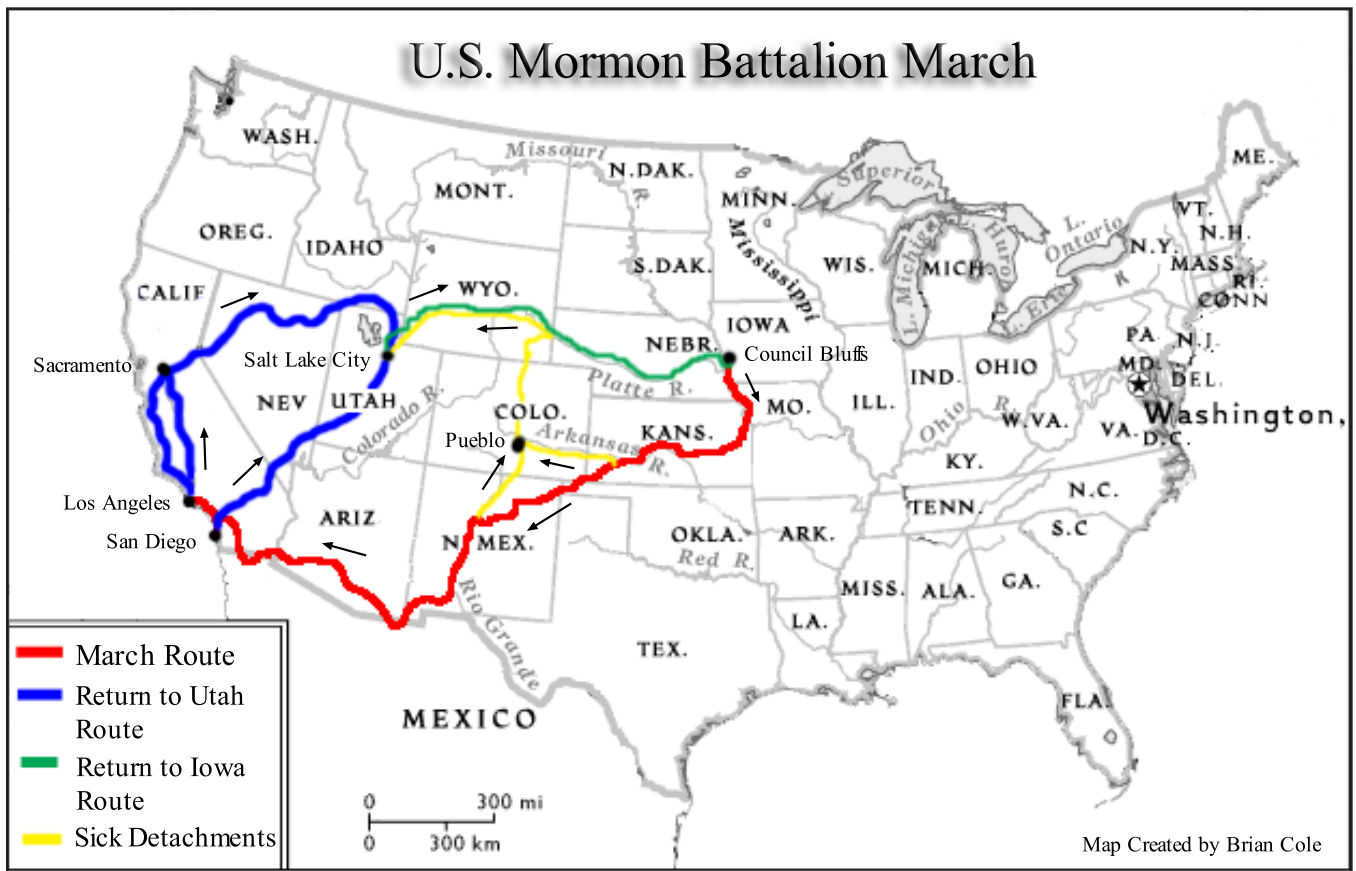 U.S. Mormon Battalion March
WASH.
Missouri
R.
N.DAK.
MINN.
L. Superior
ME.
MONT.
OREG.
IDAHO
Mississippi
VT.
N.H.
L. Ontario
N.Y.
MASS.
RI.
CONN
S.DAK.
WIS.
L. Michigan
MICH.
L. Huron
L. Erie
CALIF
WYO.
IOWA
NEBR.
Council Bluffs
Sacramento
Salt Lake City
PA.
N.J.
MD.
DEL.
OHIO
IND.
ILL.
Platte R.
NEV
UTAH
Colorado R.
COLO.
MO.
Ohio R.
W.VA.
Washington,
D.C.
VA.
Pueblo
Arkansas R.
KANS.
KY.
Los Angeles
San Diego
ARIZ
N. MEX.
OKLA.
Red R.
ARK.
TENN.
N.C.
S.C
MISS.
ALA.
GA.
LA.
Rio Grande
TEX.
FLA.
MEXICO
March Route
Return to Utah
Route
Return to Iowa
Route
Sick Detachments
0 300 mi
0 300 km
Map Created by Brian Cole